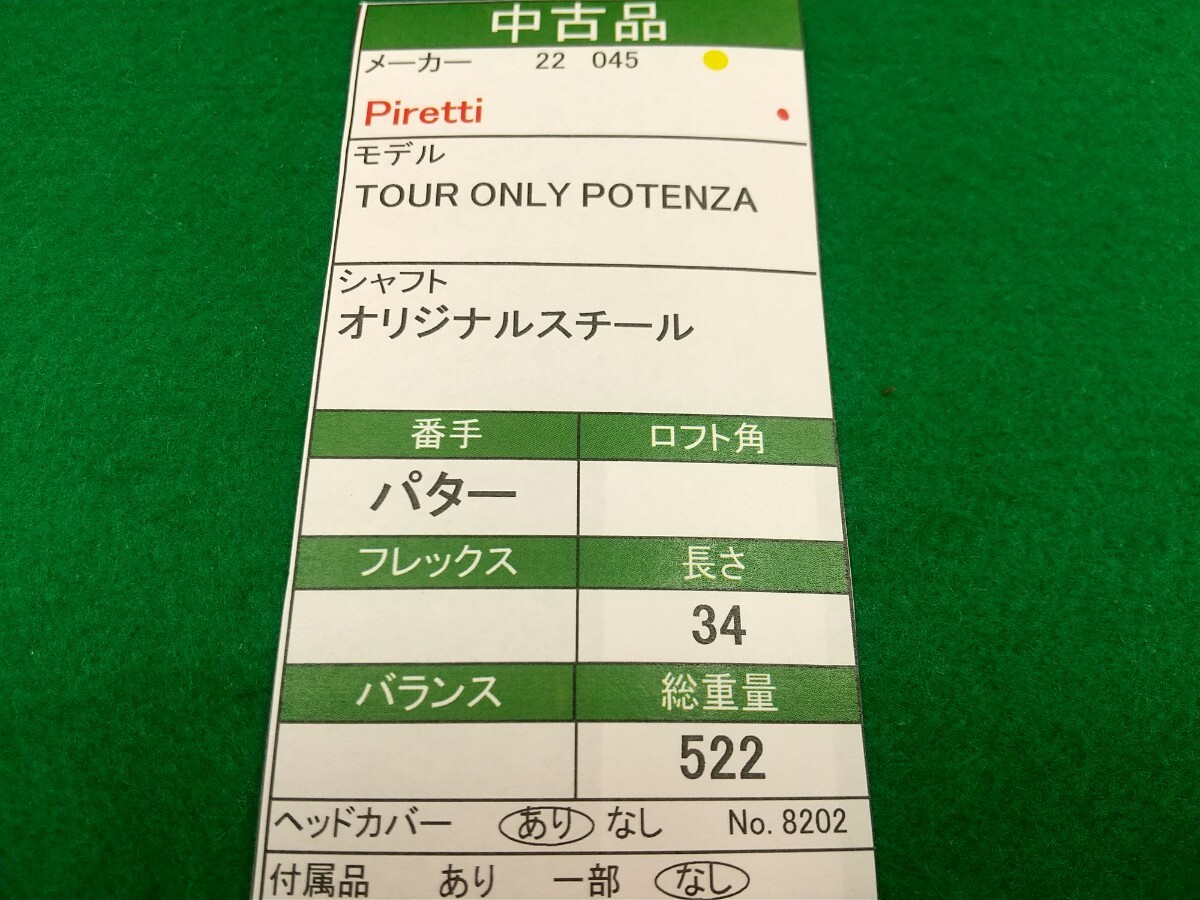 中古品
メーカー 22 045
Piretti
モデル
TOUR ONLY POTENZA
シャフト
オリジナルスチール
番手 ロフト角
パター
フレックス 長さ
34
バランス 総重量
522
ヘッドカバー あり なし No. 8202
付属品 あり 一部 なし